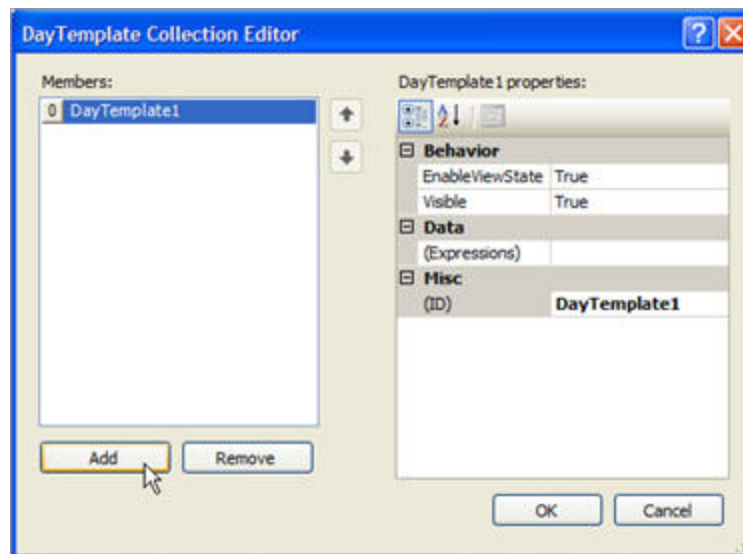 DayTemplate Collection Editor
Members:
0 DayTemplate1
Add Remove
DayTemplate1 properties:
Behavior
EnableViewState True
Visible True
Data
(Expressions)
Misc
(ID) DayTemplate1
OK Cancel